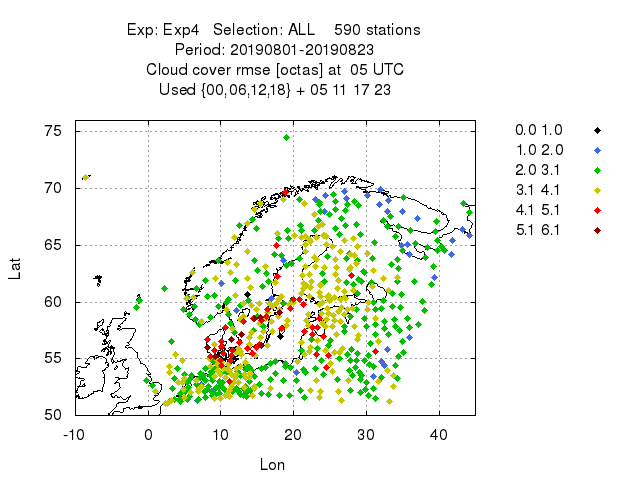 Exp: Exp4   Selection: ALL    590 stations
Period: 20190801-20190823
Cloud cover rmse [octas] at  05 UTC
Used {00,06,12,18} + 05 11 17 23
75
70
65
60
55
50
Lat
-10 0 10 20 30 40
Lon
0.0 1.0
1.0 2.0
2.0 3.1
3.1 4.1
4.1 5.1
5.1 6.1